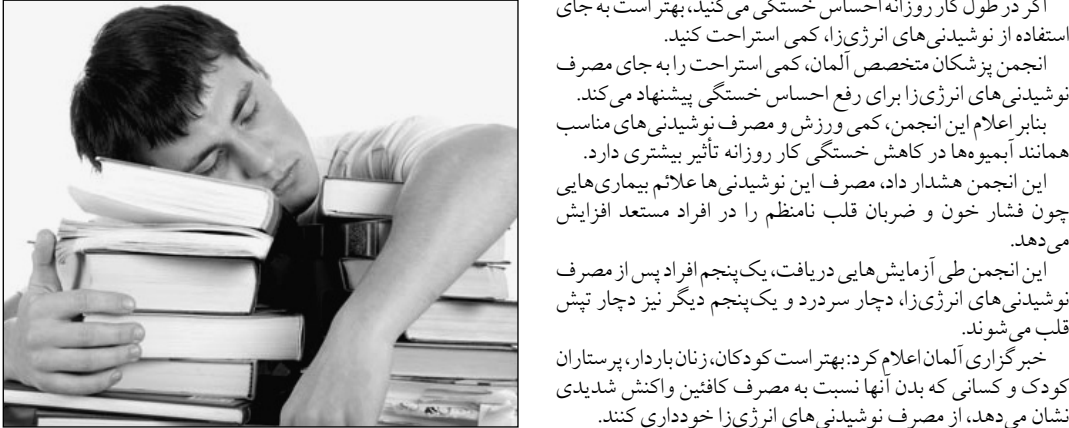 اگر در طول کار روزانه احساس خستگی می‌کنید، بهتر است به جای
استفاده از نوشیدنی‌های انرژی‌زا، کمی استراحت کنید.
انجمن پزشکان متخصص آلمان، کمی استراحت را به جای مصرف
نوشیدنی‌های انرژی‌زا برای رفع احساس خستگی پیشنهاد می‌کند.
بنابر اعلام این انجمن، کمی ورزش و مصرف نوشیدنی‌های مناسب
همانند آبمیوه‌ها در کاهش خستگی کار روزانه تأثیر بیشتری دارد.
این انجمن هشدار داد، مصرف این نوشیدنی‌ها علائم بیماری‌هایی
چون فشار خون و ضربان قلب نامنظم را در افراد مستعد افزایش
می‌دهد.
این انجمن طی آزمایش‌هایی دریافت، یک‌پنجم افراد پس از مصرف
نوشیدنی‌های انرژی‌زا، دچار سردرد و یک‌پنجم دیگر نیز دچار تپش
قلب می‌شوند.
خبرگزاری آلمان اعلام کرد: بهتر است کودکان، زنان باردار، پرستاران
کودک و کسانی که بدن آنها نسبت به مصرف کافئین واکنش شدیدی
نشان می‌دهد، از مصرف نوشیدنی‌های انرژی‌زا خودداری کنند.